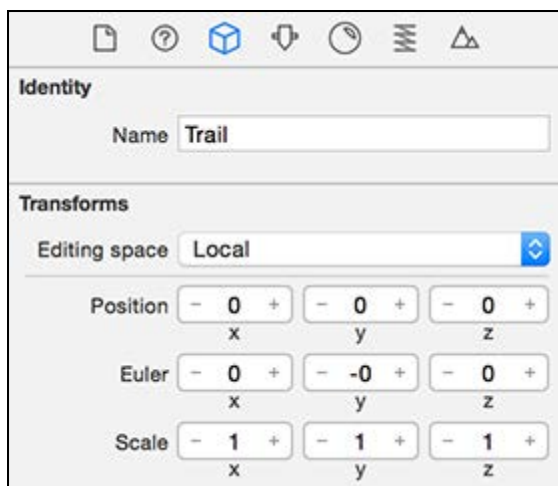 Identity
Name Trail
Transforms
Editing space Local
Position − 0 + − 0 + − 0 +
x y z
Euler − 0 + − -0 + − 0 +
x y z
Scale − 1 + − 1 + − 1 +
x y z